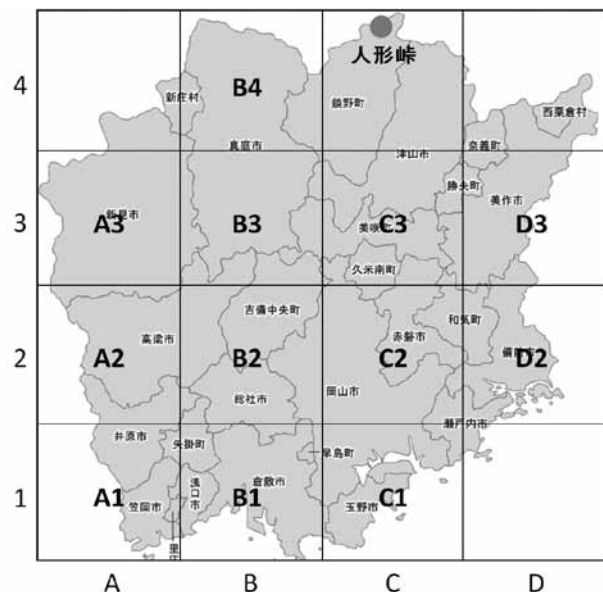 人形峠
4
B4
新庄村
鏡野町
西粟倉村
真庭市
津山市
奈義町
勝央町
美作市
3
A3
新見市
B3
美咲町
C3
D3
久米南町
吉備中央町
和気町
赤磐市
高梁市
2
A2
B2
C2
備前市
D2
岡山市
総社市
瀬戸内市
井原市
矢掛町
早島町
浅口市
倉敷市
1
A1
笠岡市
B1
玉野市
C1
A
B
C
D